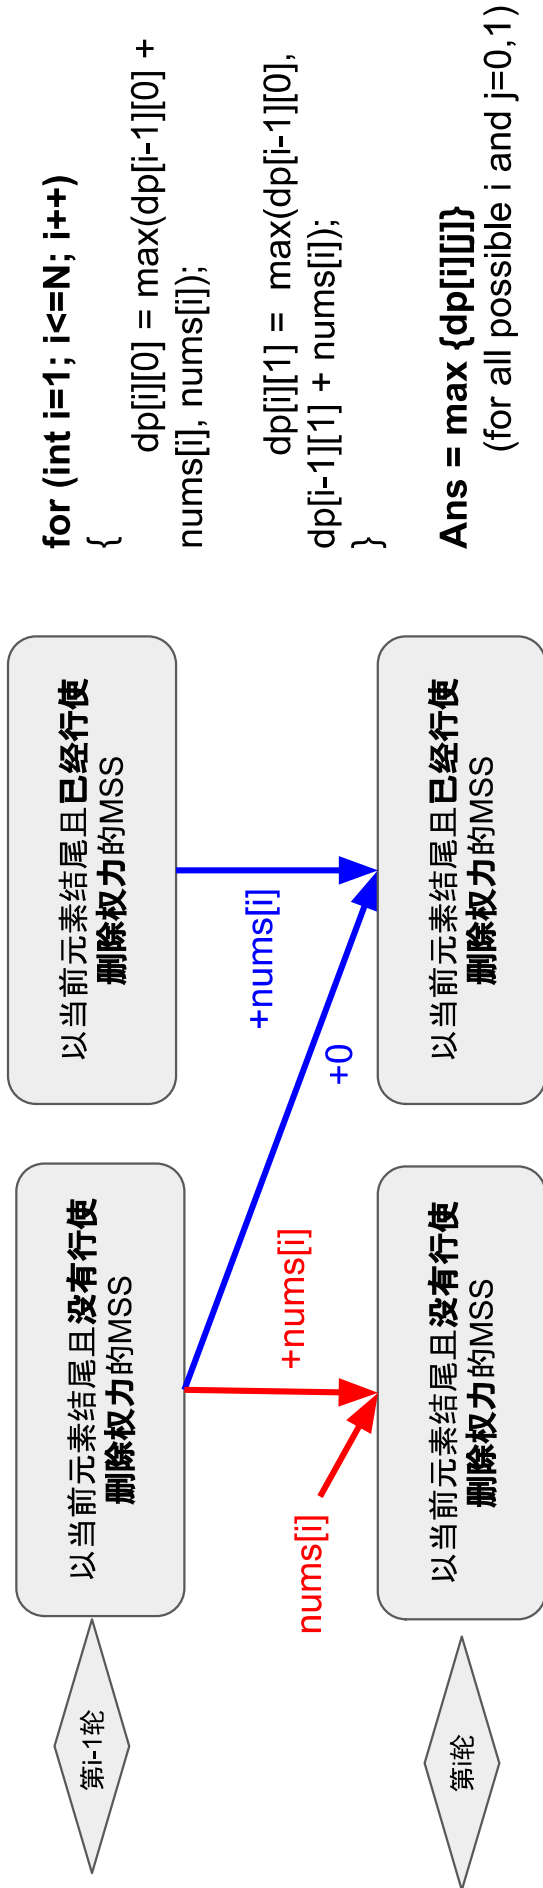 第i-1轮
以当前元素结尾且没有行使
删除权力的MSS
以当前元素结尾且已经行使
删除权力的MSS
nums[i]
+nums[i]
+0
+nums[i]
第i轮
以当前元素结尾且没有行使
删除权力的MSS
以当前元素结尾且已经行使
删除权力的MSS
for (int i=1; i<=N; i++)
{
dp[i][0] = max(dp[i-1][0] +
nums[i], nums[i]);
dp[i][1] = max(dp[i-1][0],
dp[i-1][1] + nums[i]);
}
Ans = max {dp[i][j]}
(for all possible i and j=0,1)